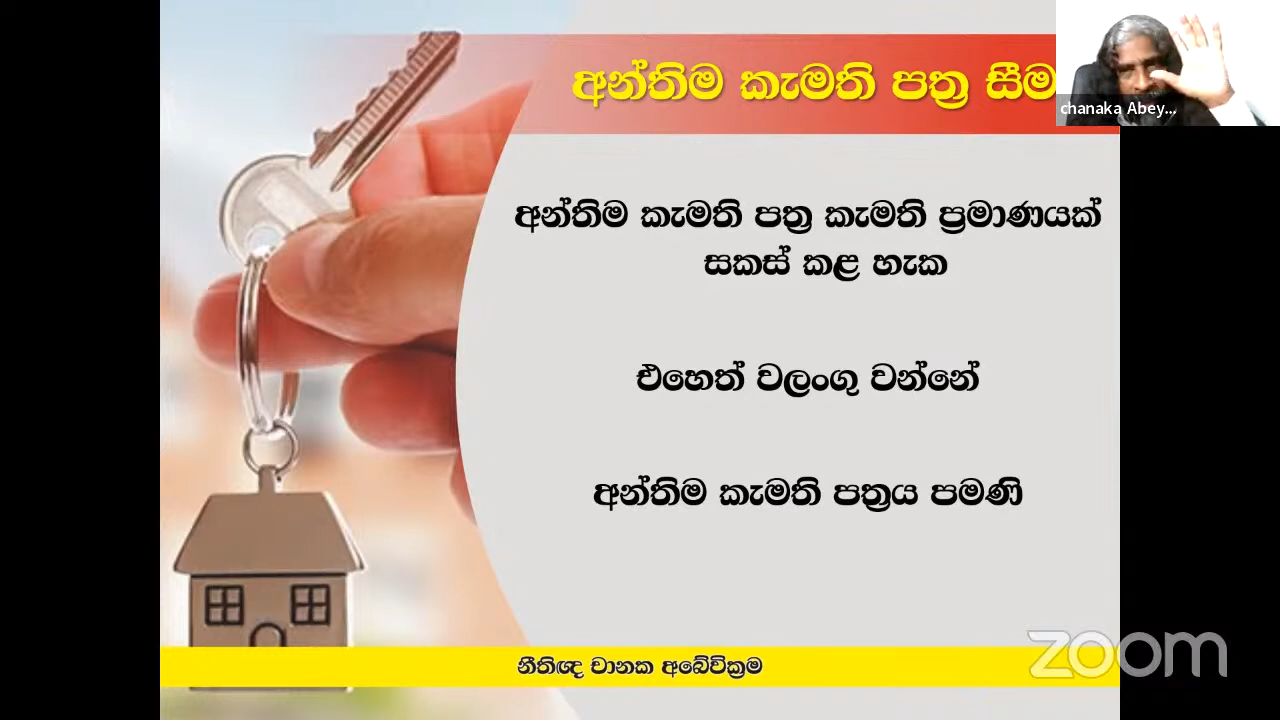 අන්තිම කැමති පත්‍ර සීම
chanaka Abey...
අන්තිම කැමති පත්‍ර කැමති ප්‍රමාණයක්
සකස් කළ හැක
එහෙත් වලංගු වන්නේ
අන්තිම කැමති පත්‍රය පමණි
zoom
නීතිඥ චානක අබේවික්‍රම